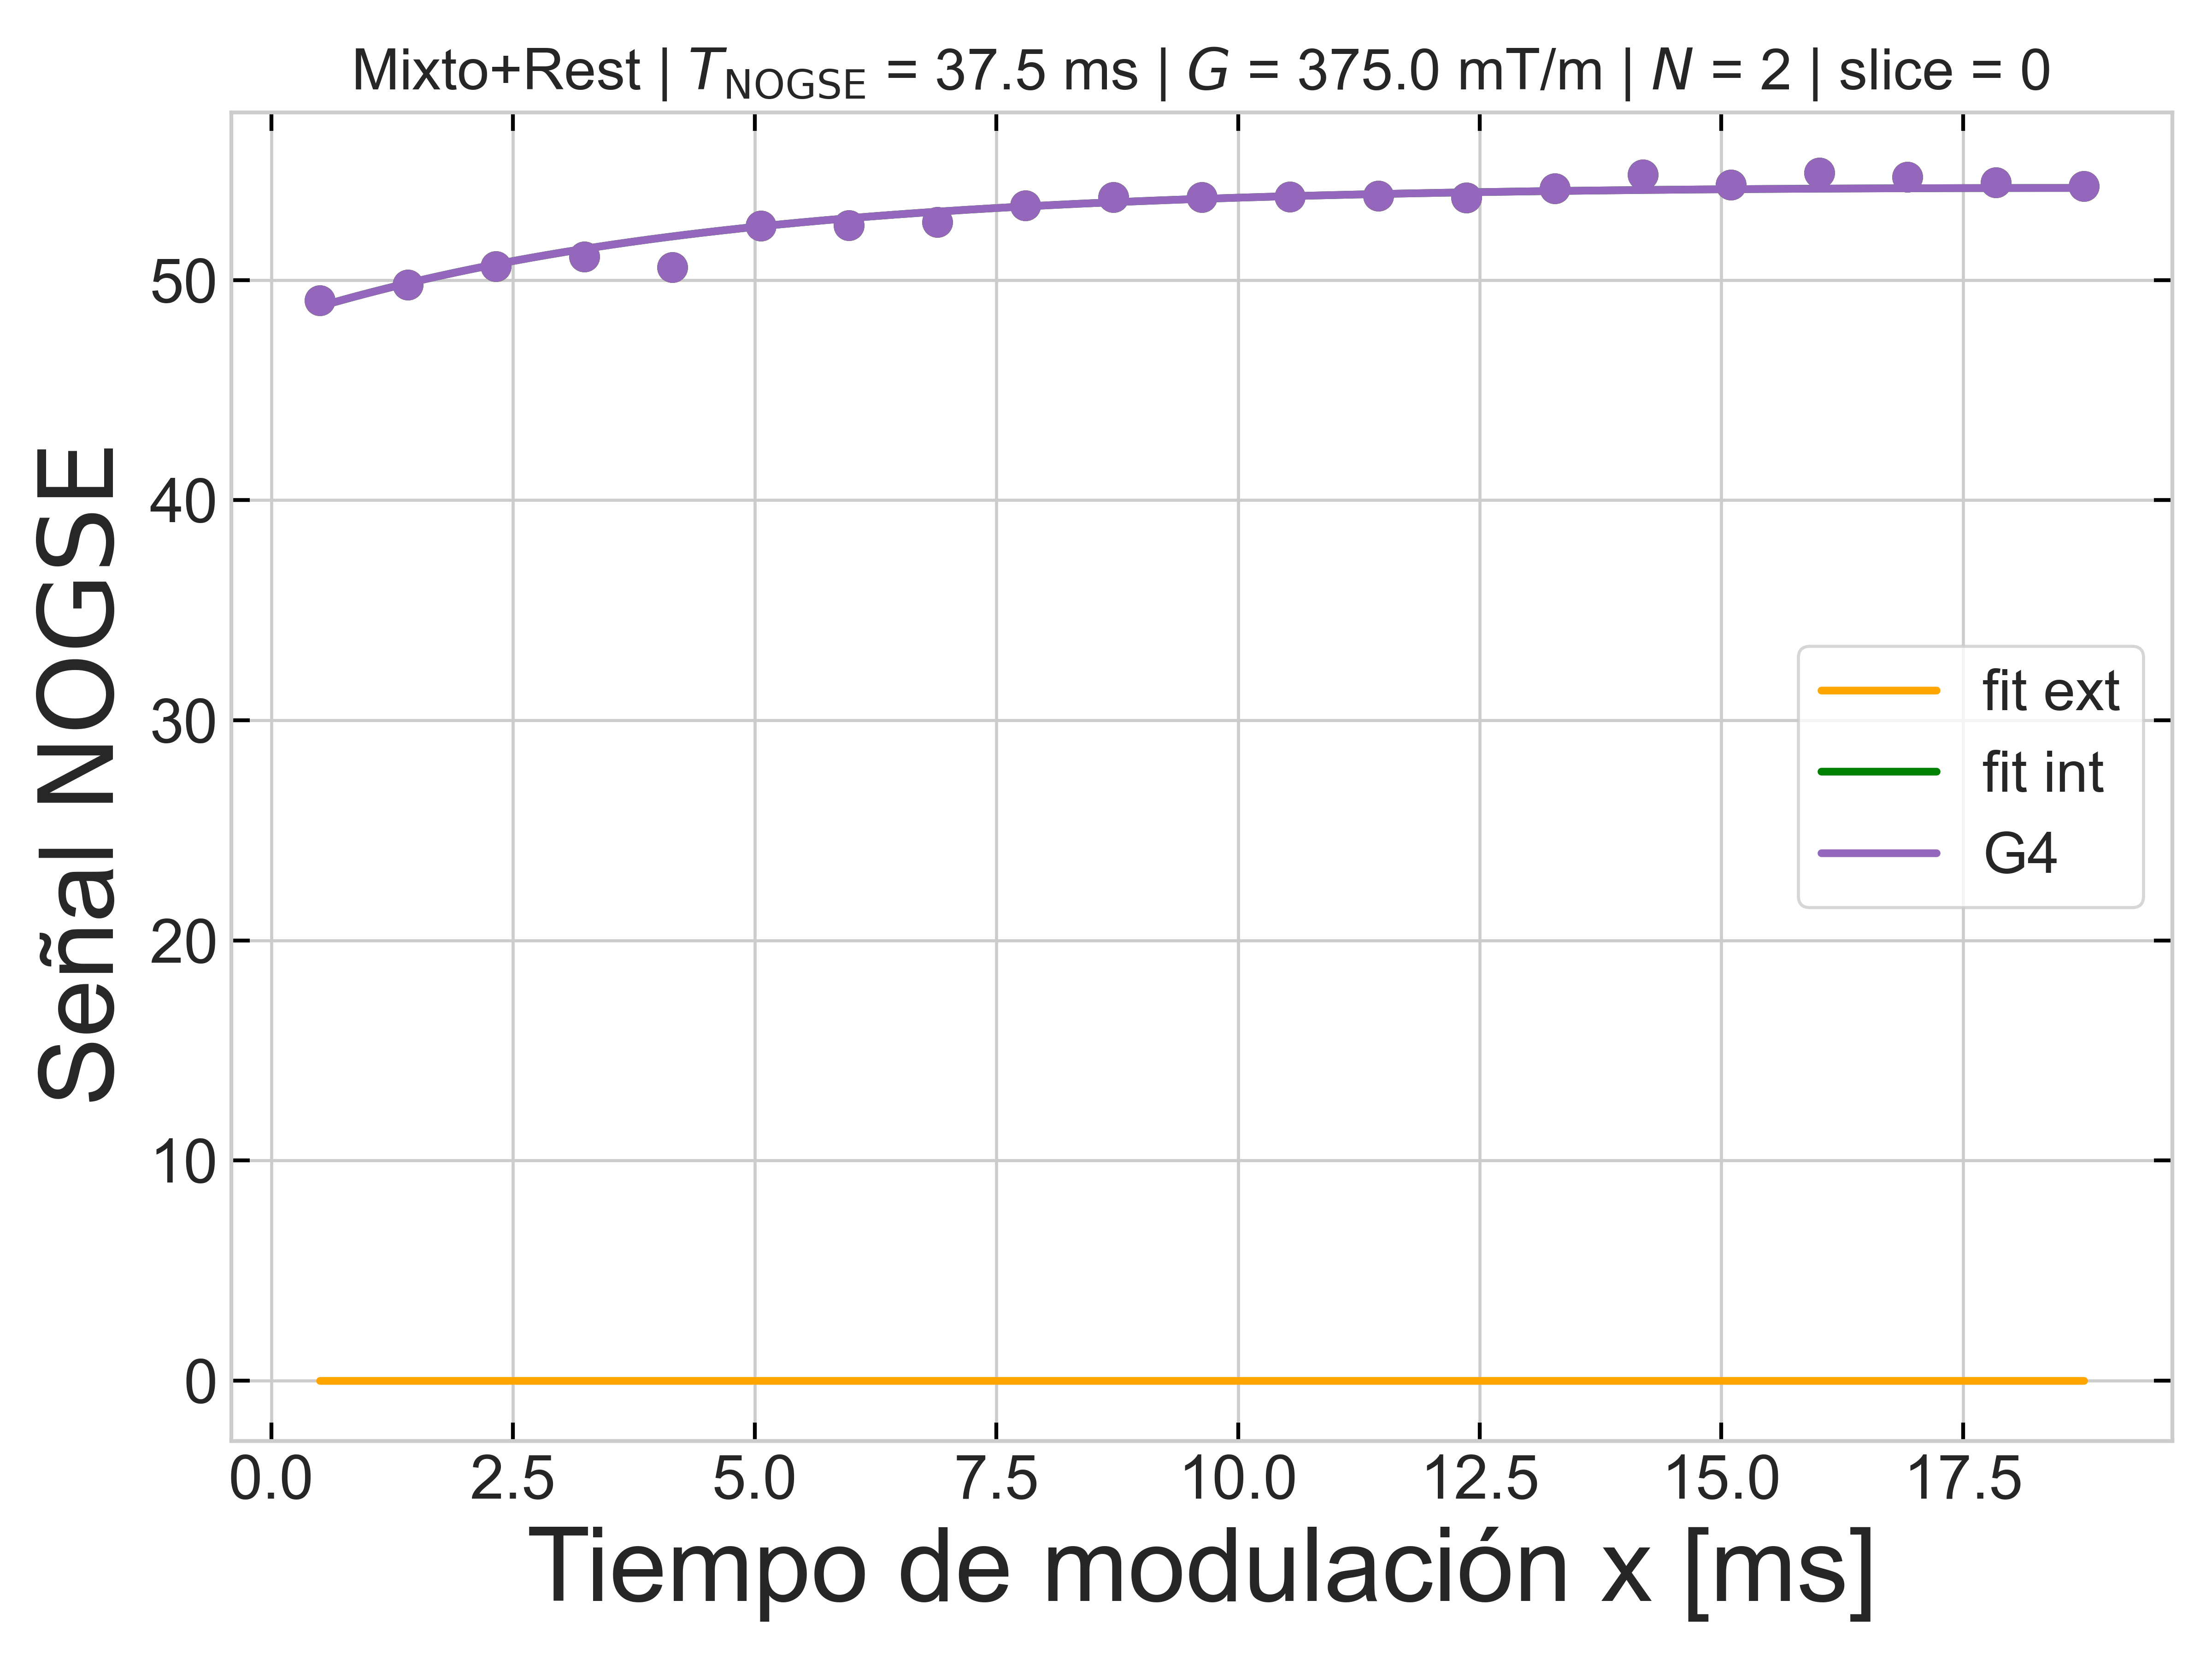 Mixto+Rest | T_NOGSE = 37.5 ms | G = 375.0 mT/m | N = 2 | slice = 0
Señal NOGSE
50
40
30
20
10
0
fit ext
fit int
G4
0.0 2.5 5.0 7.5 10.0 12.5 15.0 17.5
Tiempo de modulación x [ms]